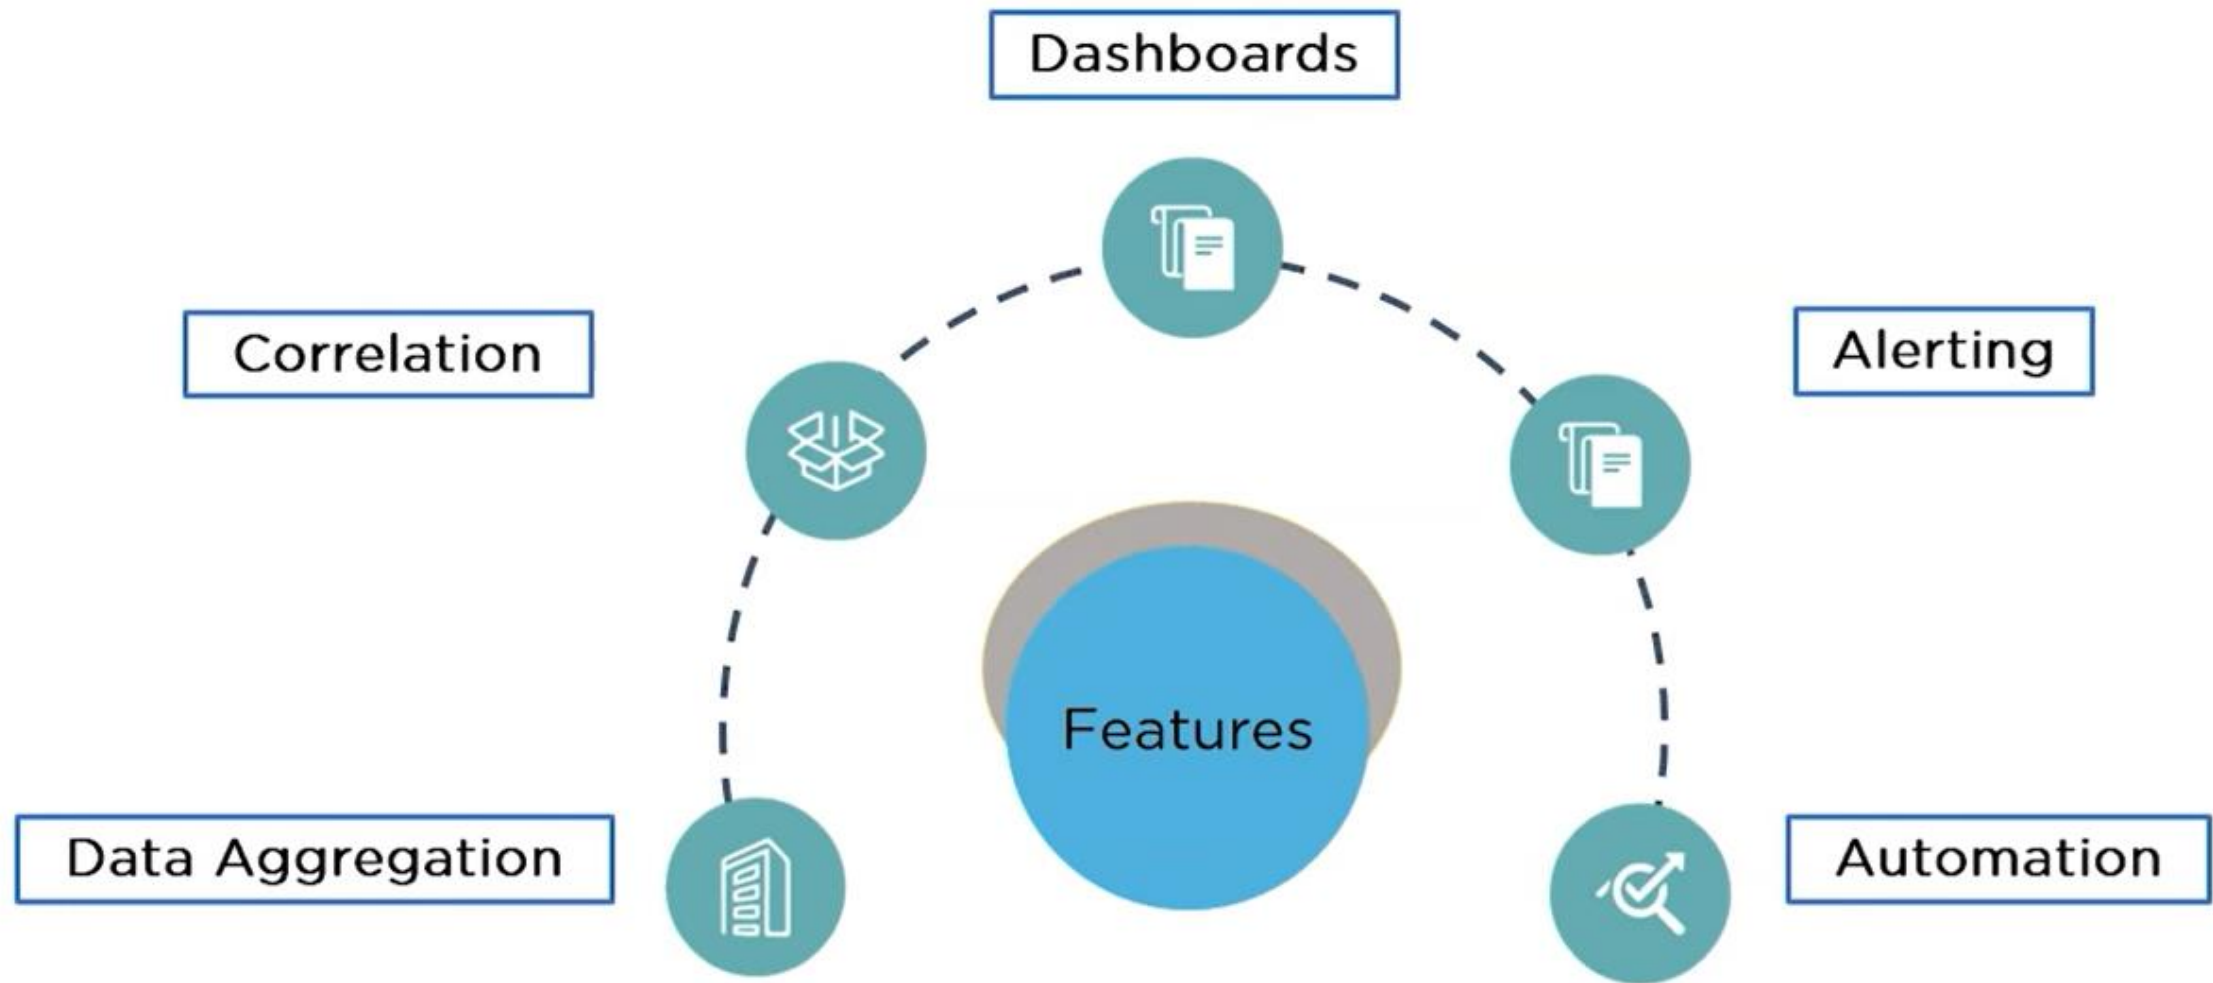 Dashboards
Correlation
Alerting
Features
Data Aggregation
Automation